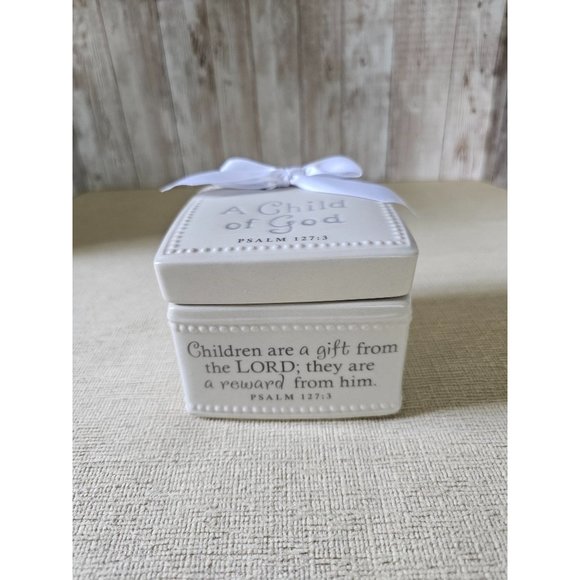 A Child
of God
PSALM 127:3
Children are a gift from
the LORD; they are
a reward from him.
PSALM 127:3